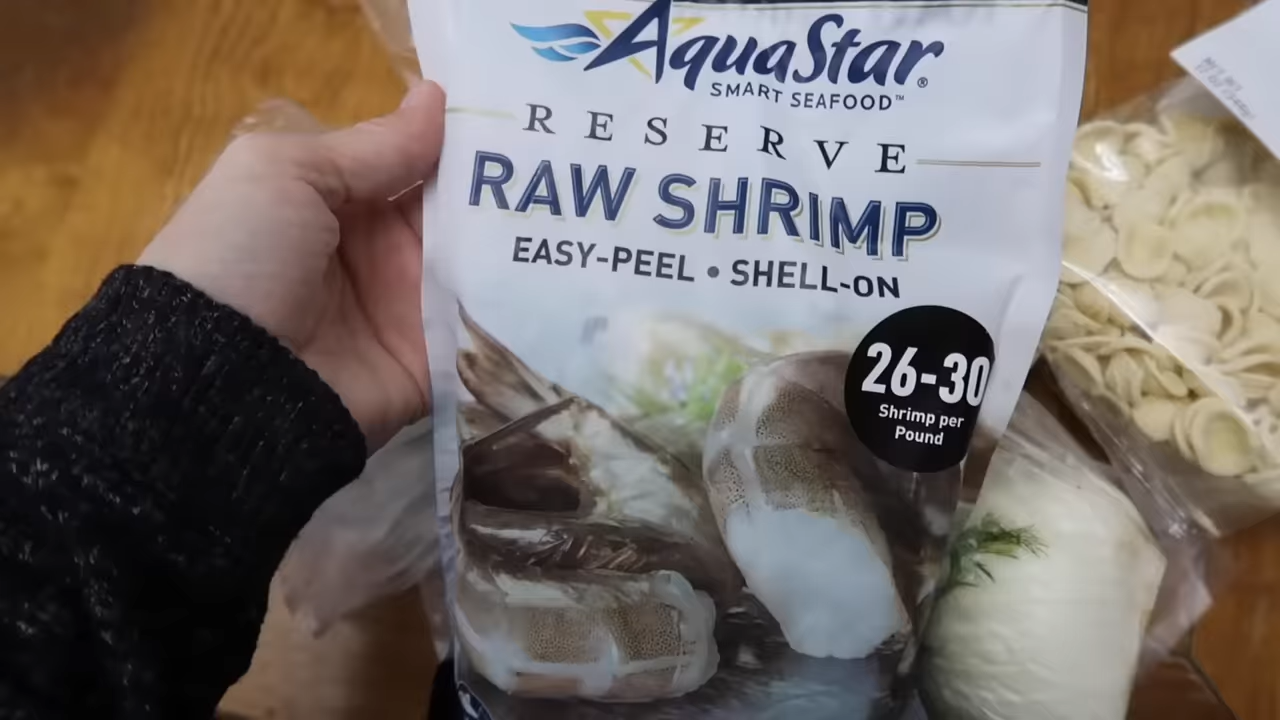 AquaStar®
SMART SEAFOOD™
RESERVE
RAW SHRIMP
EASY-PEEL • SHELL-ON
26-30
Shrimp per
Pound